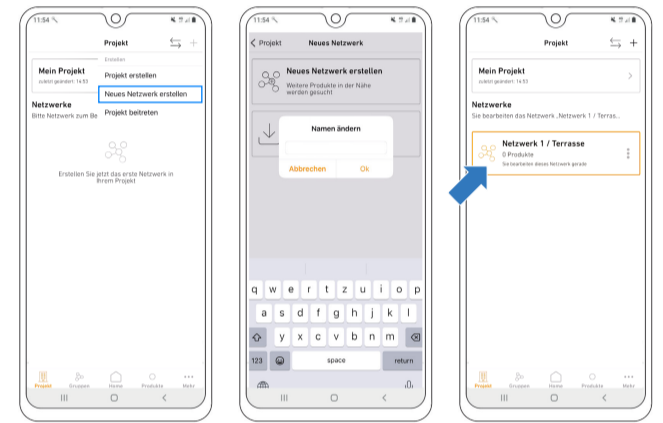 11:54
Projekt
Erstellen
Mein Projekt
zuletzt geändert: 14:53
Projekt erstellen
Neues Netzwerk erstellen
Netzwerke
Bitte Netzwerk zum Be
Projekt beitreten
Erstellen Sie jetzt das erste Netzwerk in
Ihrem Projekt
Projekt Gruppen Home Produkte Mehr
11:54
Projekt Neues Netzwerk
Neues Netzwerk erstellen
Weitere Produkte in der Nähe
werden gesucht
Namen ändern
Abbrechen Ok
q w e r t z u i o p
a s d f g h j k l
y x c v b n m
123 space return
11:54
Projekt
Mein Projekt
zuletzt geändert: 14:53
Netzwerke
Sie bearbeiten das Netzwerk „Netzwerk 1 / Terras...
Netzwerk 1 / Terrasse
0 Produkte
Sie bearbeiten dieses Netzwerk gerade
Projekt Gruppen Home Produkte Mehr